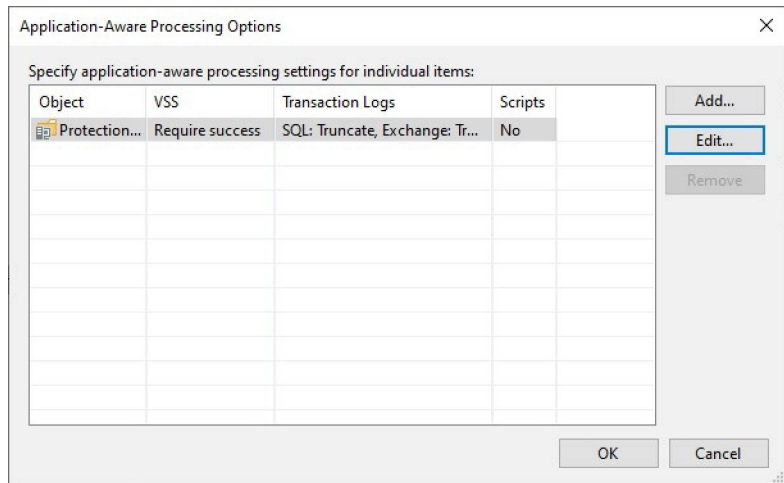 Application-Aware Processing Options
Specify application-aware processing settings for individual items:
Object VSS Transaction Logs Scripts
Protection... Require success SQL: Truncate, Exchange: Tr... No
Add...
Edit...
Remove
OK Cancel